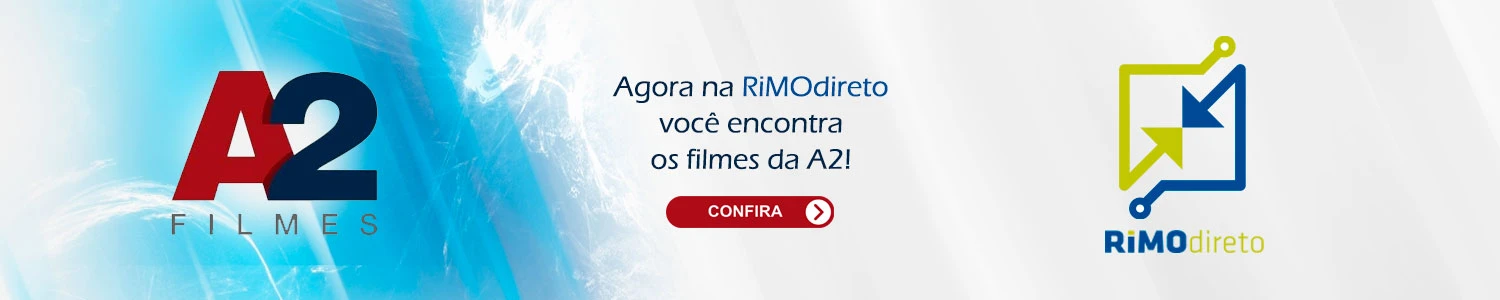 A2
FILMES
Agora na RiMOdireto
você encontra
os filmes da A2!
CONFIRA
RiMOdireto